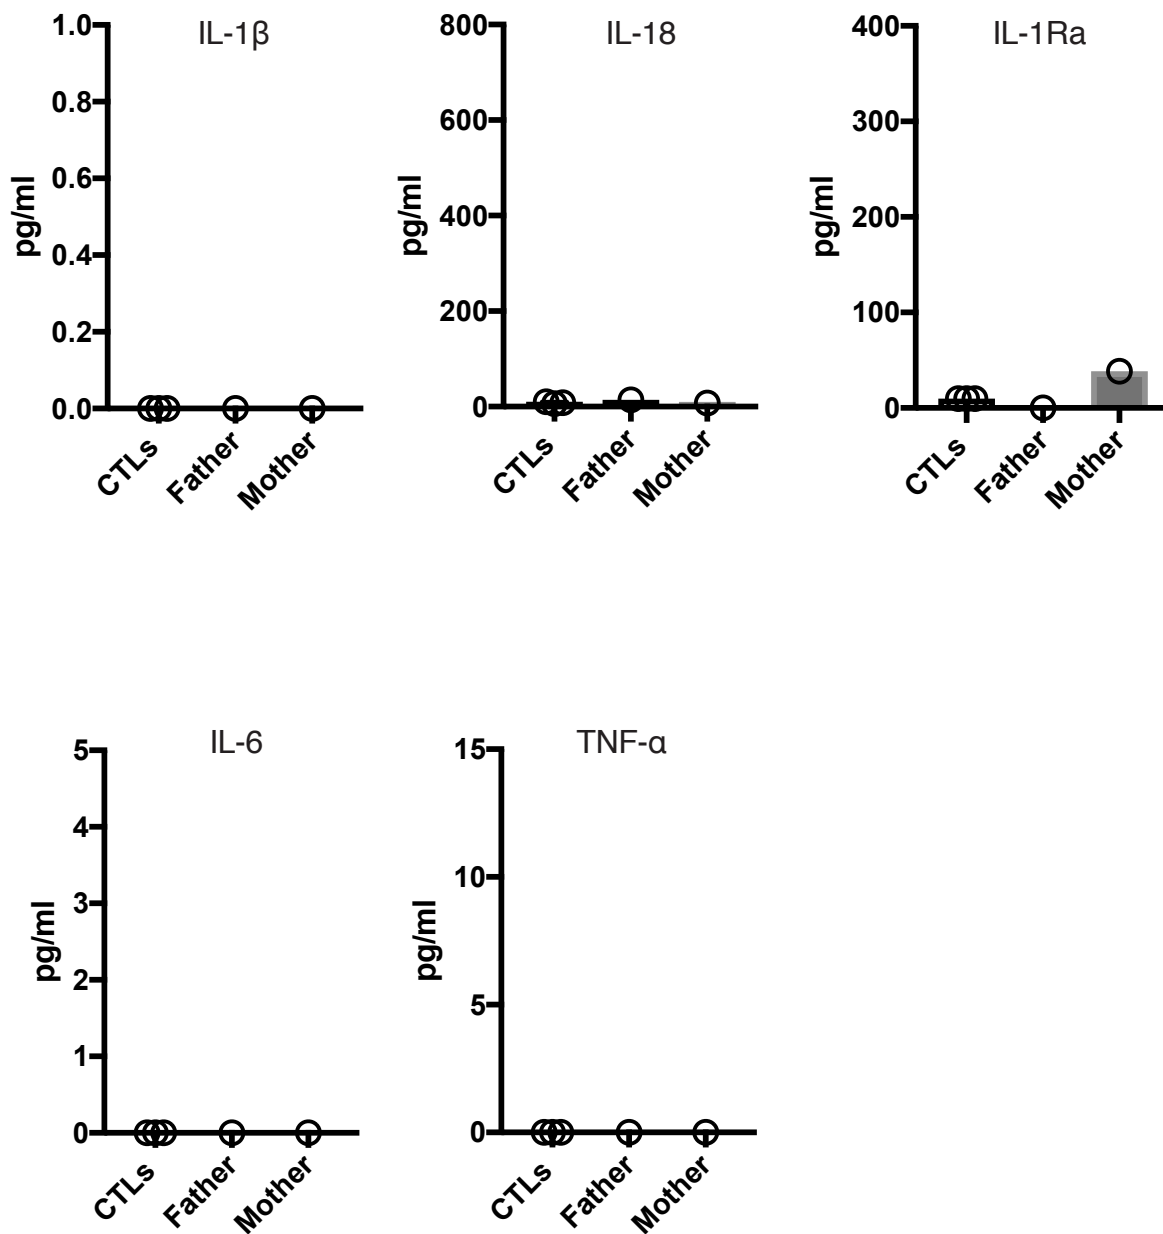 IL-1β
1.0
0.8
0.6
0.4
0.2
0.0
pg/ml
CTLs
Father
Mother
IL-18
800
600
400
200
0
pg/ml
CTLs
Father
Mother
IL-1Ra
400
300
200
100
0
pg/ml
CTLs
Father
Mother
IL-6
5
4
3
2
1
0
pg/ml
CTLs
Father
Mother
TNF-α
15
10
5
0
pg/ml
CTLs
Father
Mother